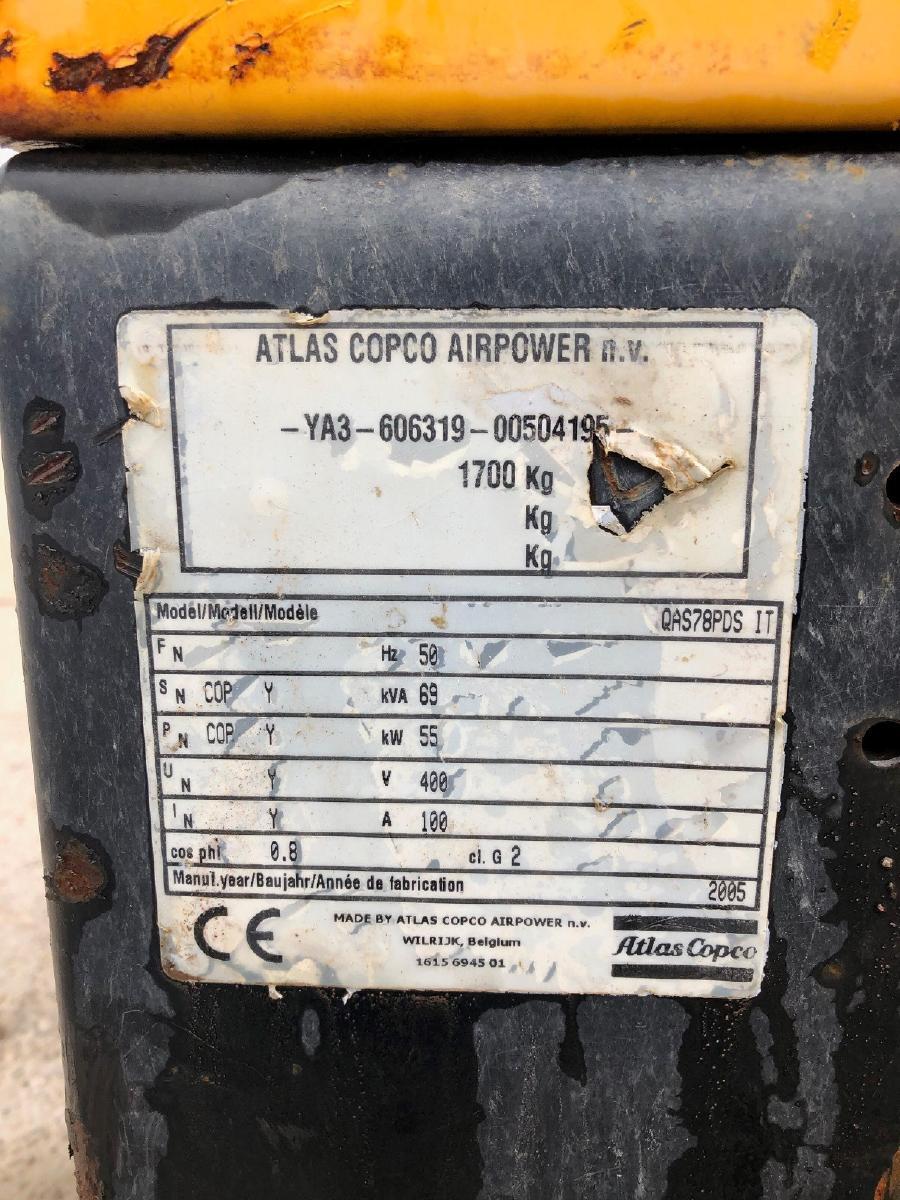 ATLAS COPCO AIRPOWER n.v.
-YA3-606319-00504195-
1700 Kg
Kg
Kg
Model/Modell/Modèle QAS78PDS IT
FN Hz 50
SN COP Y kVA 69
PN COP Y kW 55
UN Y V 400
IN Y A 100
cos phi 0.8 cl. G 2
Manuf.year/Baujahr/Année de fabrication 2005
CE
MADE BY ATLAS COPCO AIRPOWER n.v.
WILRIJK, Belgium
1615 6945 01
Atlas Copco